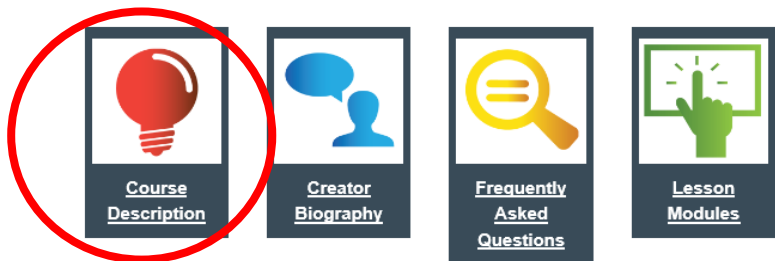 Course
Description
Creator
Biography
Frequently
Asked
Questions
Lesson
Modules